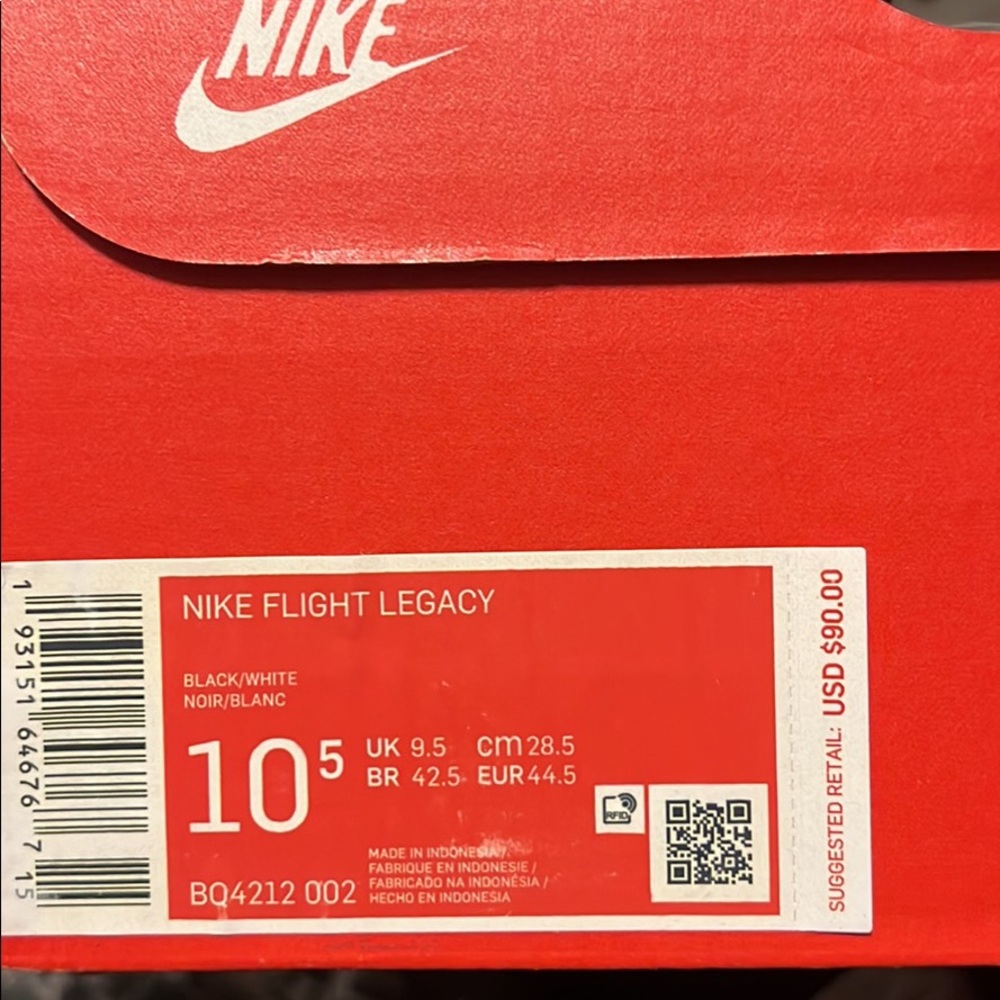 NIKE
NIKE FLIGHT LEGACY
BLACK/WHITE
NOIR/BLANC
10 5
UK 9.5 cm 28.5
BR 42.5 EUR 44.5
RFID
MADE IN INDONESIA /
FABRIQUE EN INDONESIE /
FABRICADO NA INDONÉSIA /
HECHO EN INDONESIA
BQ4212 002
1 93151 64676 7 15
SUGGESTED RETAIL: USD $90.00